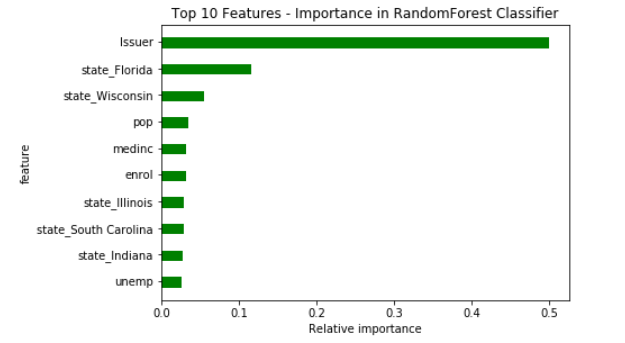 Top 10 Features - Importance in RandomForest Classifier
Issuer
state_Florida
state_Wisconsin
pop
medinc
enrol
state_Illinois
state_South Carolina
state_Indiana
unemp
feature
0.0 0.1 0.2 0.3 0.4 0.5
Relative importance